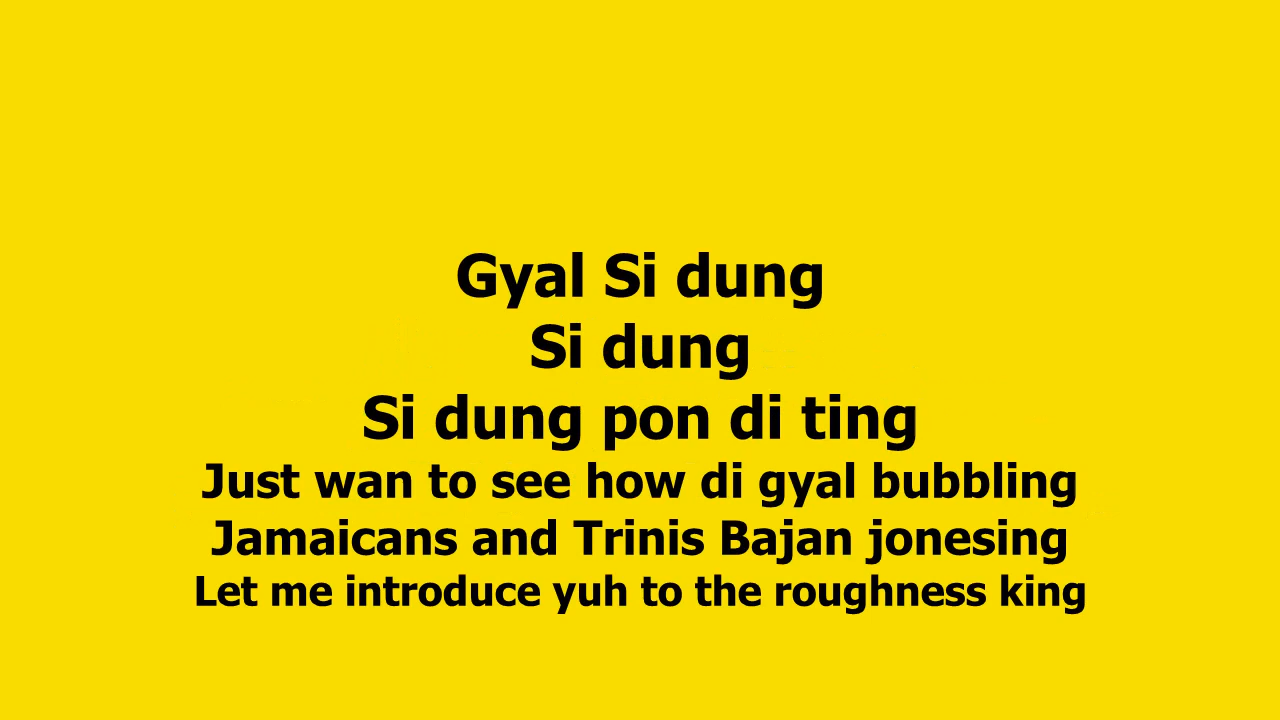 Gyal Si dung
Si dung
Si dung pon di ting
Just wan to see how di gyal bubbling
Jamaicans and Trinis Bajan jonesing
Let me introduce yuh to the roughness king